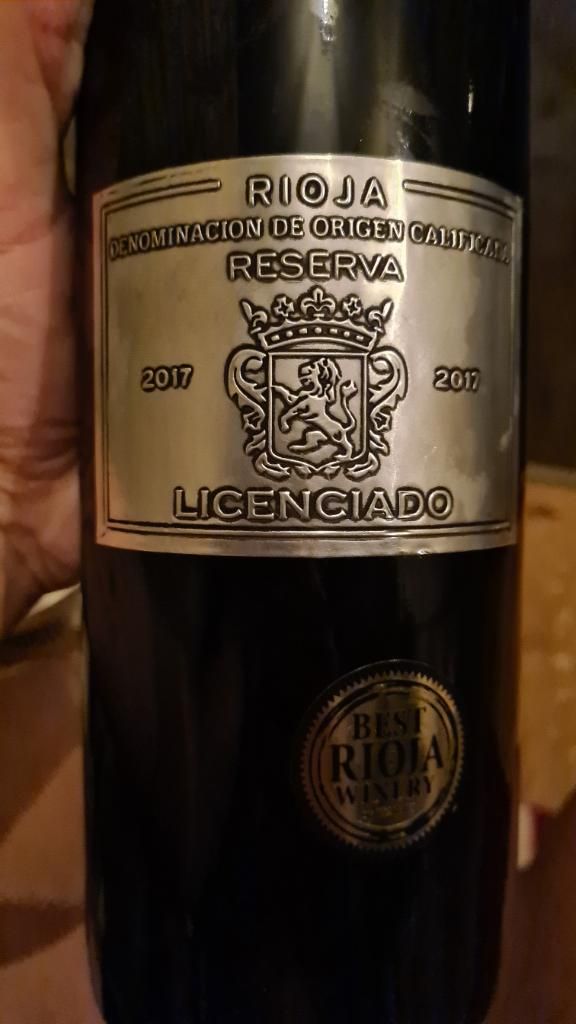 RIOJA
DENOMINACION DE ORIGEN CALIFICADA
RESERVA
2017 2017
LICENCIADO
BEST
RIOJA
WINERY